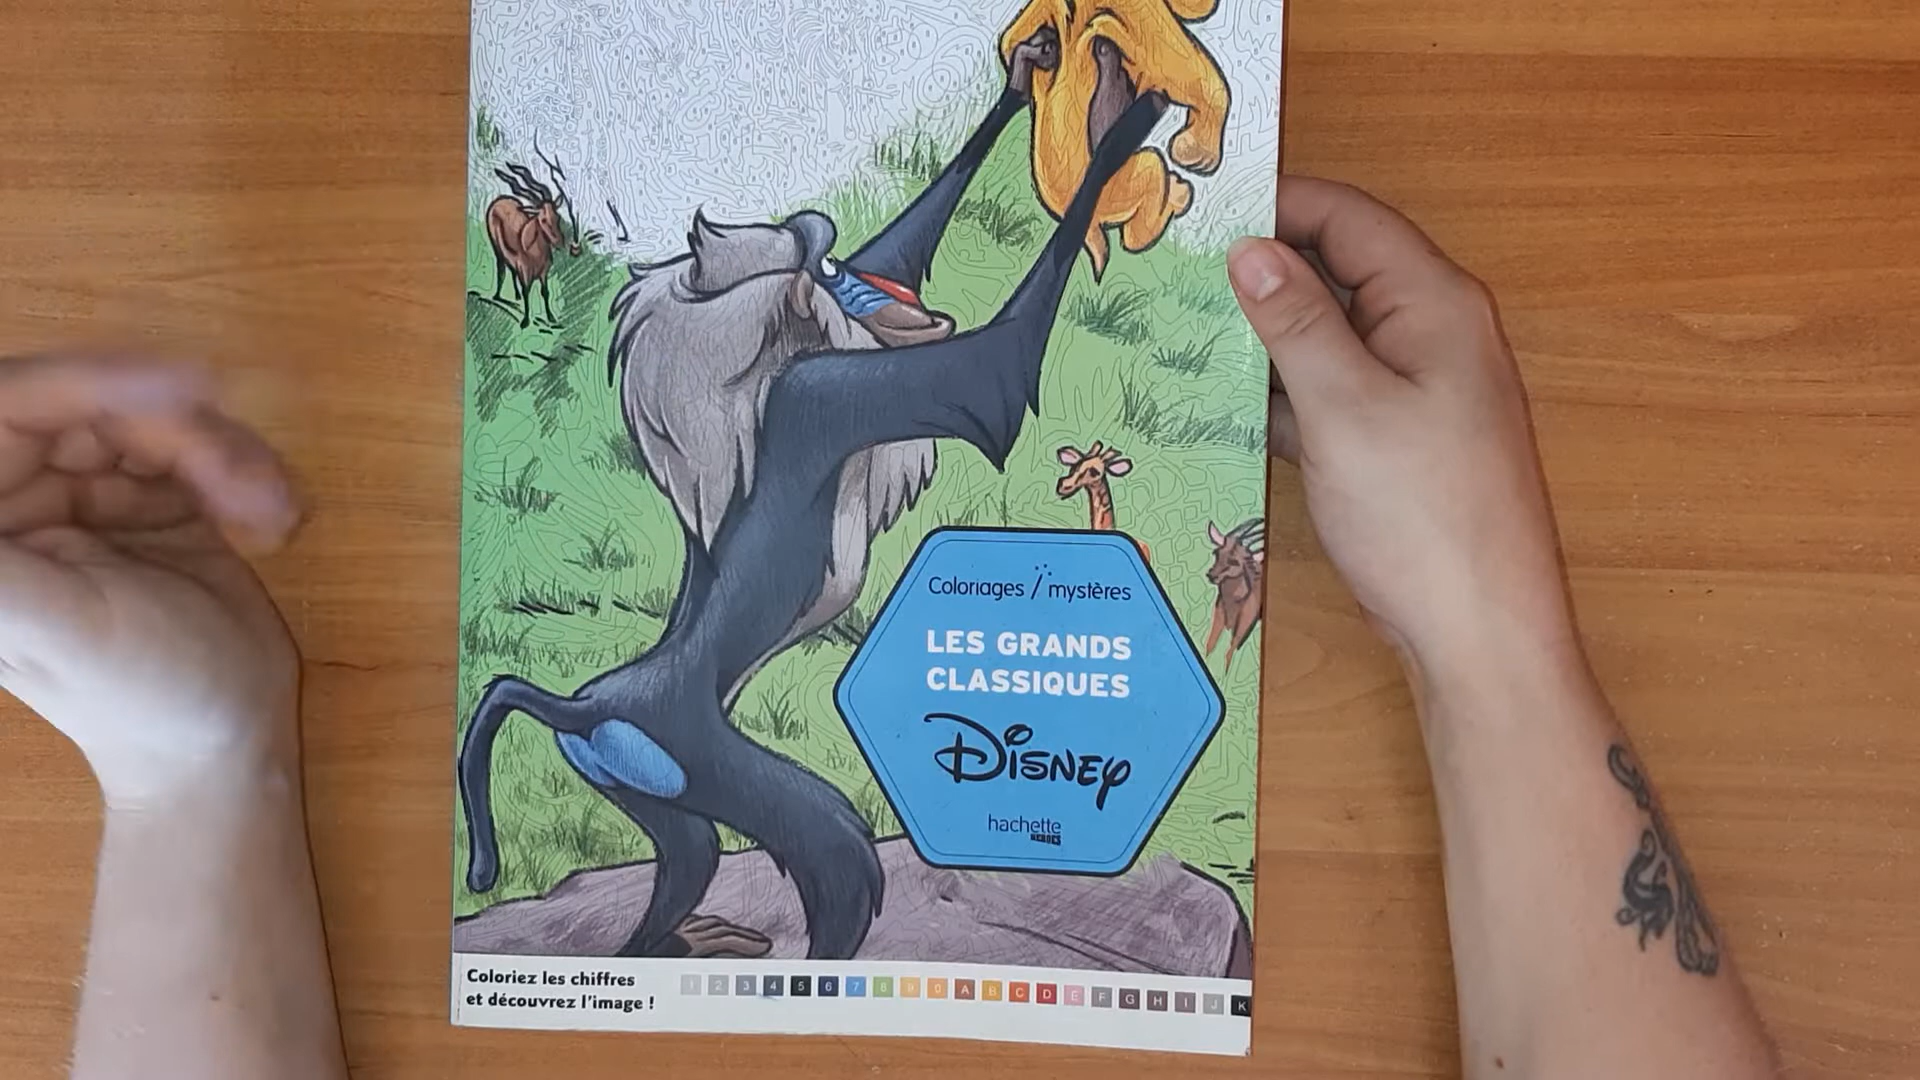 Coloriages / mystères
LES GRANDS
CLASSIQUES
Disney
hachette
HEROES
Coloriez les chiffres
et découvrez l'image !
1 2 3 4 5 6 7 8 9 0 A B C D E F G H I J K